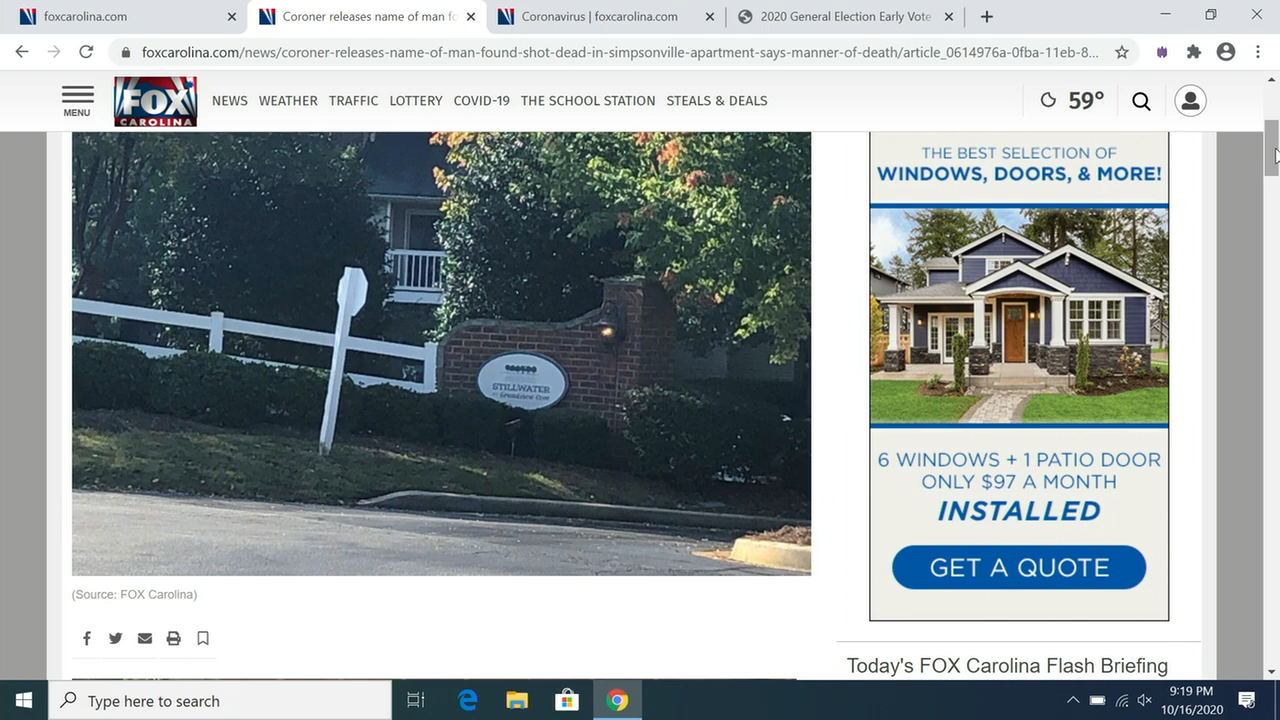 foxcarolina.com
Coroner releases name of man fo
Coronavirus | foxcarolina.com
2020 General Election Early Vote
foxcarolina.com/news/coroner-releases-name-of-man-found-shot-dead-in-simpsonville-apartment-says-manner-of-death/article_0614976a-0fba-11eb-8...
MENU
FOX
CAROLINA
NEWS WEATHER TRAFFIC LOTTERY COVID-19 THE SCHOOL STATION STEALS & DEALS
59°
THE BEST SELECTION OF
WINDOWS, DOORS, & MORE!
STILLWATER
6 WINDOWS + 1 PATIO DOOR
ONLY $97 A MONTH
INSTALLED
GET A QUOTE
(Source: FOX Carolina)
Today's FOX Carolina Flash Briefing
Type here to search
9:19 PM
10/16/2020